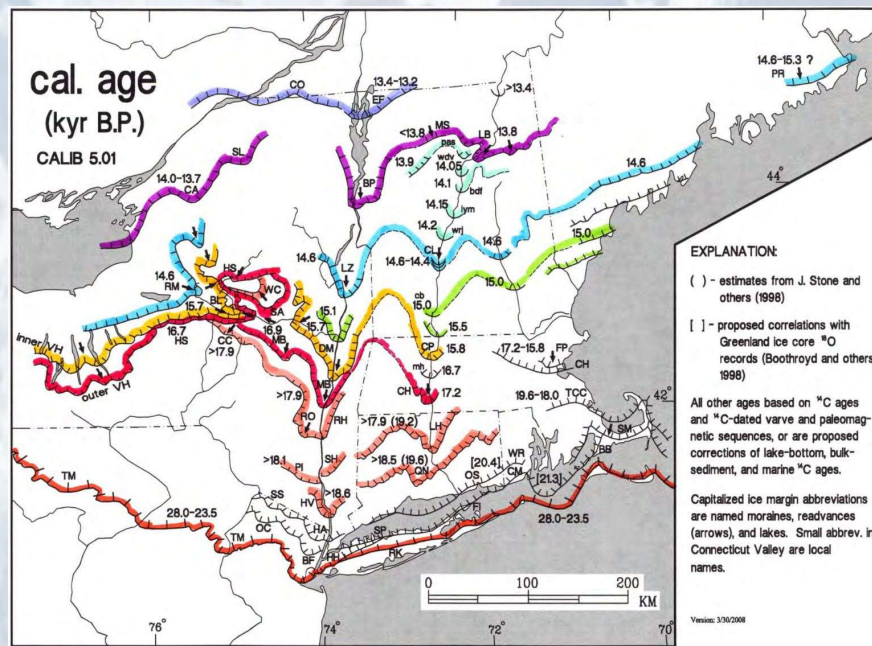 cal. age
(kyr B.P.)
CALIB 5.01
CO
13.4-13.2
EF
>13.4
14.6-15.3 ?
PR
<13.8
MS
LB
13.8
pas
13.9
wdv
14.05
SL
14.0-13.7
CA
BP
14.1
bdf
14.15
lym
14.6
44
14.2
wrj
CL
14.6
14.6-14.4
14.6
LZ
15.0
15.0
14.6
RM
HS
WC
BL
15.7
SA
16.9
16.7
HS
inner VH
outer VH
CC
>17.9
MB
15.7
DM
15.1
cb
15.0
15.5
CP
15.8
mh
16.7
CH
17.2
17.2-15.8
FP
CH
42
MB
>17.9
RO
RH
>17.9 (19.2)
LH
19.6-18.0
TCC
SM
BB
>18.1
PI
SH
>18.5 (19.6)
QN
[20.4]
OS
WR
CM
[21.3]
>18.6
HV
TM
SS
OC
HA
28.0-23.5
TM
BF
HH
SP
RK
FI
28.0-23.5
0
100
200
KM
76
74
72
70
EXPLANATION:
( ) - estimates from J. Stone and
others (1998)
[ ] - proposed correlations with
Greenland ice core ¹⁸O
records (Boothroyd and others
1998)
All other ages based on ¹⁴C ages
and ¹⁴C-dated varve and paleomag-
netic sequences, or are proposed
corrections of lake-bottom, bulk-
sediment, and marine ¹⁴C ages.
Capitalized ice margin abbreviations
are named moraines, readvances
(arrows), and lakes. Small abbrev. in
Connecticut Valley are local
names.
Version: 3/30/2008